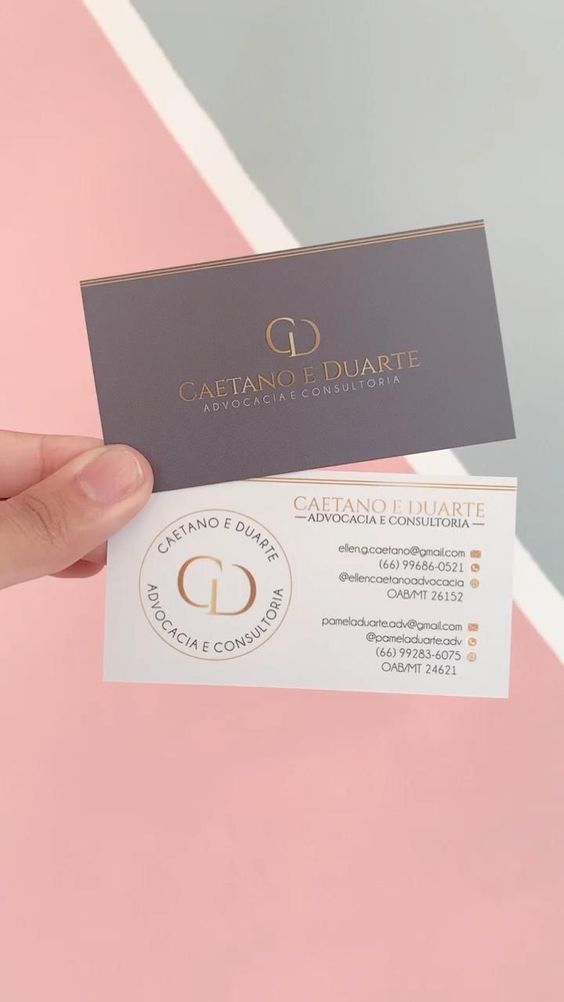 CD
CAETANO E DUARTE
ADVOCACIA E CONSULTORIA
CAETANO E DUARTE
CD
ADVOCACIA E CONSULTORIA
CAETANO E DUARTE
ADVOCACIA E CONSULTORIA
ellen.g.caetano@gmail.com
(66) 99686-0521
@ellencaetanoadvocacia
OAB/MT 26152
pameladuarte.adv@gmail.com
@pameladuarte.adv
(66) 99283-6075
OAB/MT 24621